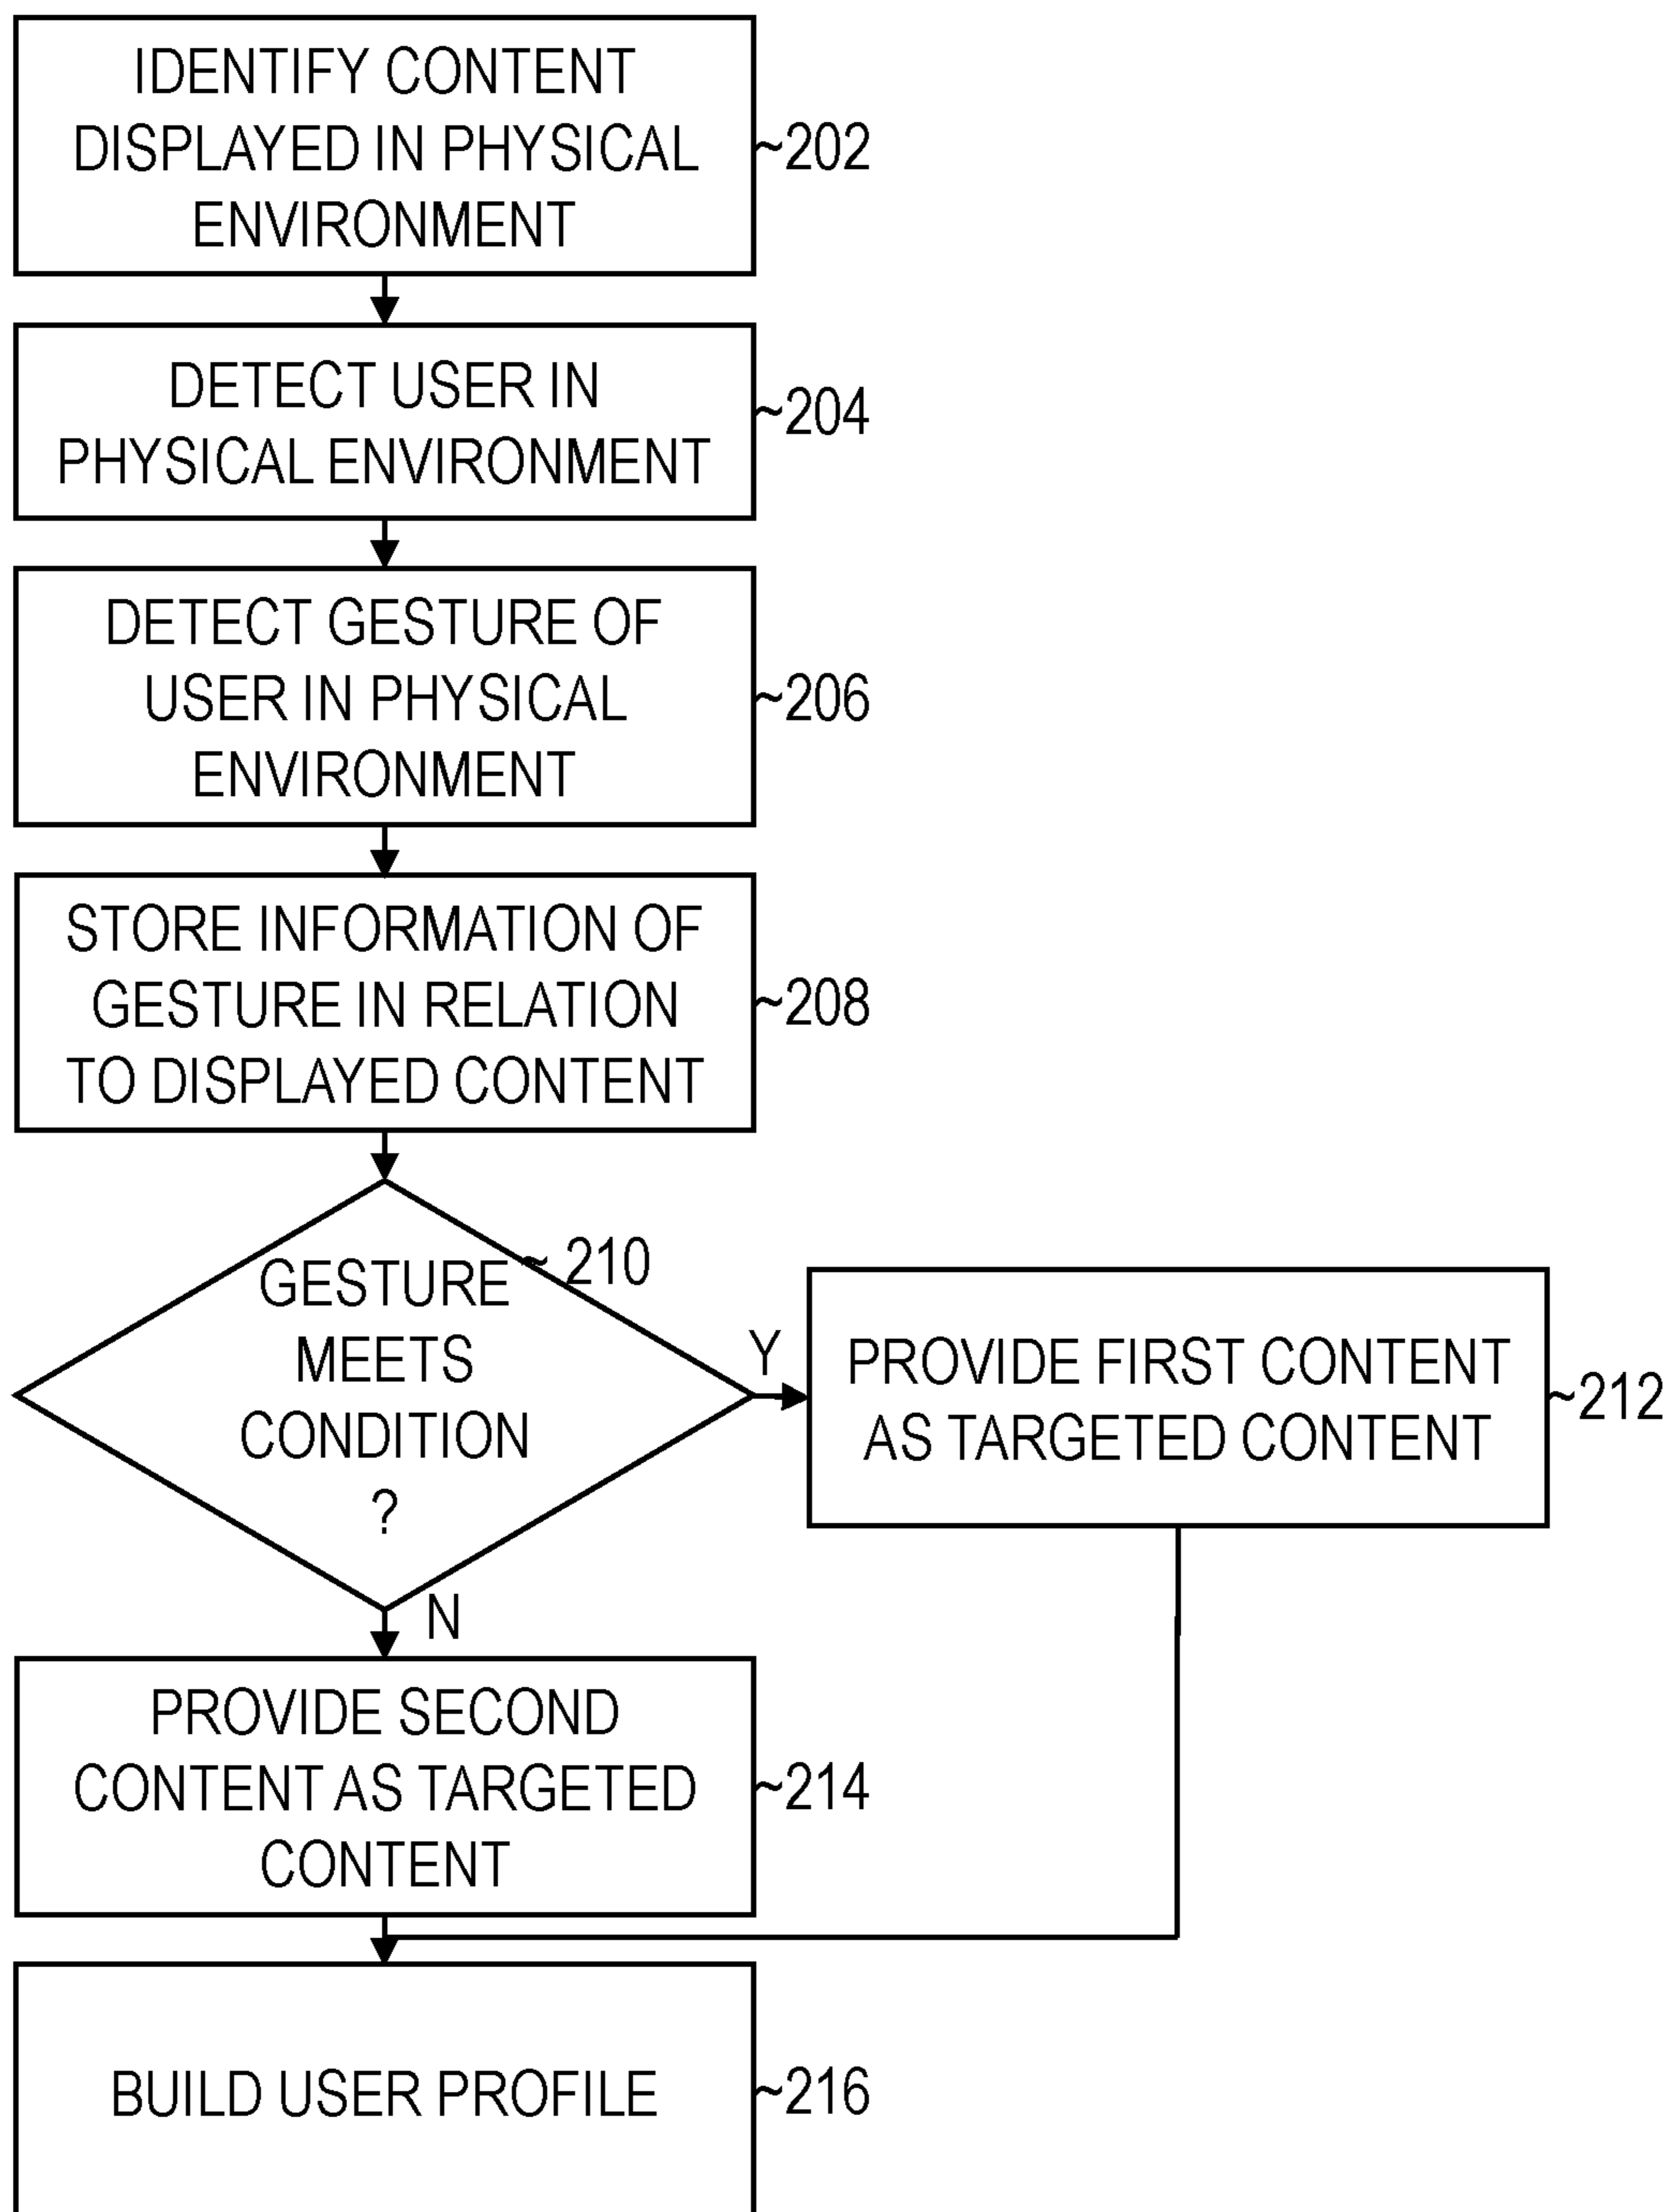 IDENTIFY CONTENT
DISPLAYED IN PHYSICAL
ENVIRONMENT
~202
DETECT USER IN
PHYSICAL ENVIRONMENT
~204
DETECT GESTURE OF
USER IN PHYSICAL
ENVIRONMENT
~206
STORE INFORMATION OF
GESTURE IN RELATION
TO DISPLAYED CONTENT
~208
GESTURE
MEETS
CONDITION
?
~210
Y
PROVIDE FIRST CONTENT
AS TARGETED CONTENT
~212
N
PROVIDE SECOND
CONTENT AS TARGETED
CONTENT
~214
BUILD USER PROFILE
~216